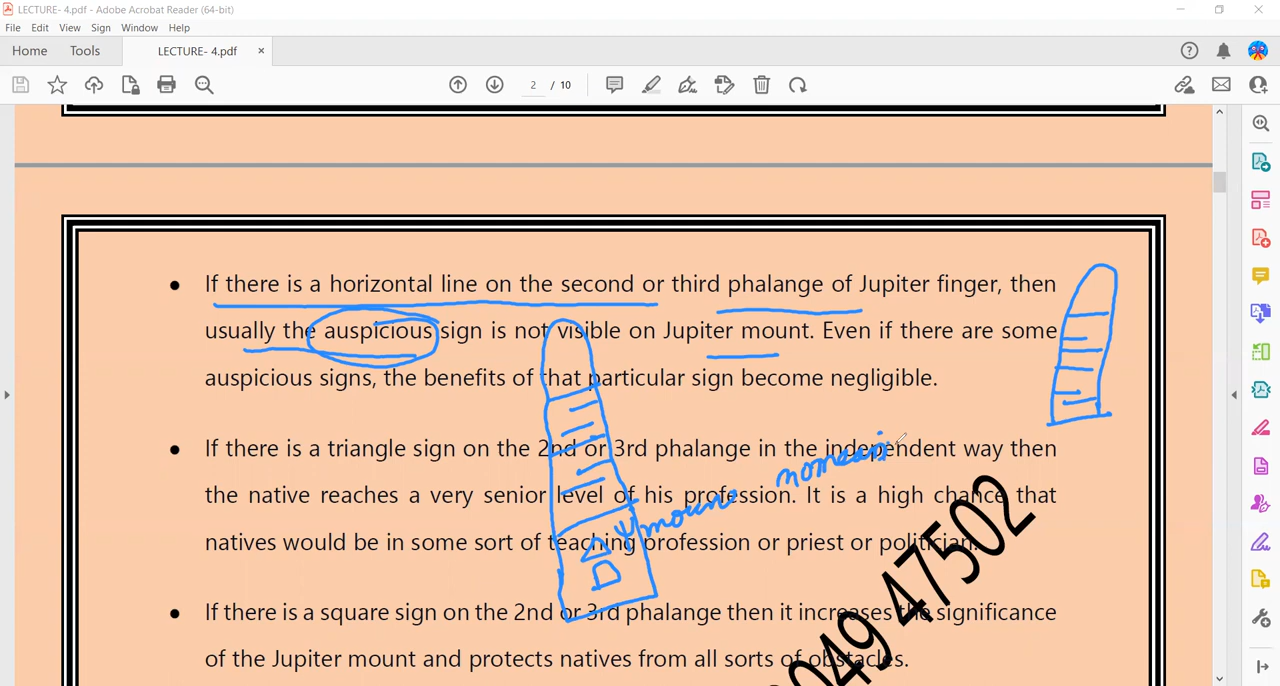 LECTURE- 4.pdf - Adobe Acrobat Reader (64-bit)
File Edit View Sign Window Help
Home Tools LECTURE- 4.pdf ×
2 / 10
If there is a horizontal line on the second or third phalange of Jupiter finger, then
usually the auspicious sign is not visible on Jupiter mount. Even if there are some
auspicious signs, the benefits of that particular sign become negligible.
If there is a triangle sign on the 2nd or 3rd phalange in the independent way then
the native reaches a very senior level of his profession. It is a high chance that
mount
natives would be in some sort of teaching profession or priest or politician.
If there is a square sign on the 2nd or 3rd phalange then it increases the significance
of the Jupiter mount and protects natives from all sorts of obstacles.
049 47502